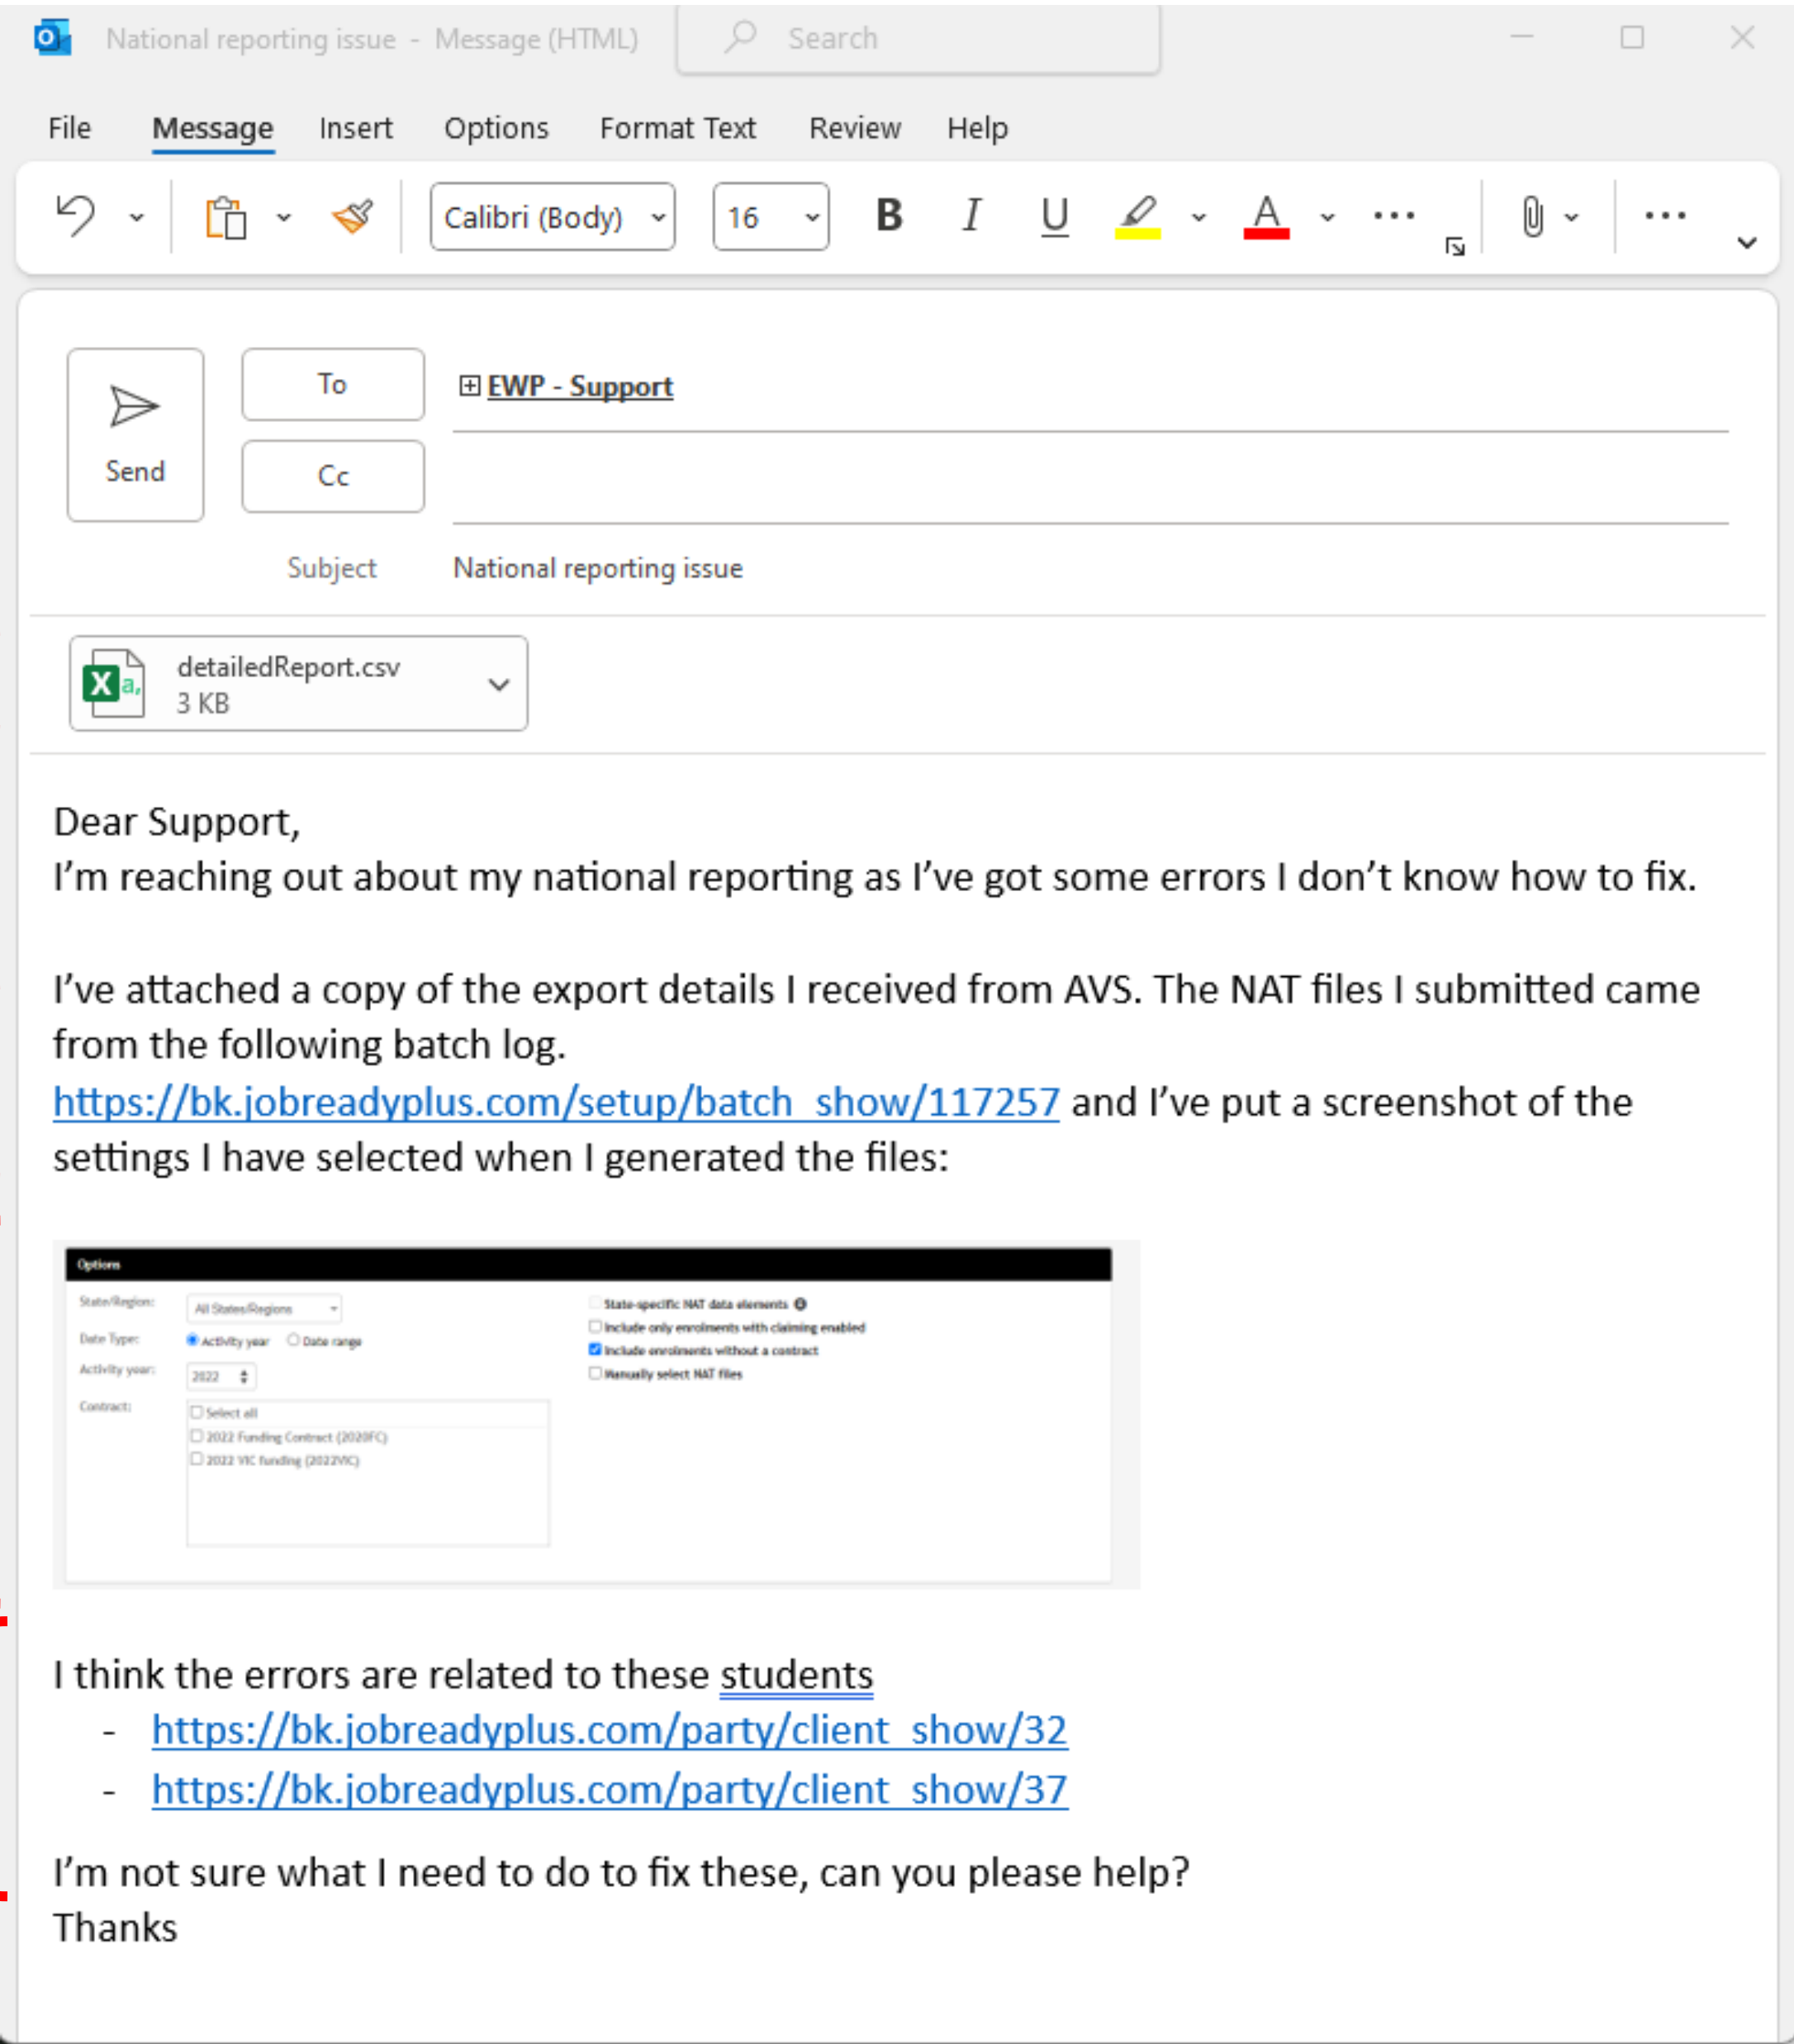 National reporting issue - Message (HTML)
Search
File Message Insert Options Format Text Review Help
Calibri (Body) 16 B I U A
Send
To
EWP - Support
Cc
Subject National reporting issue
detailedReport.csv
3 KB
Dear Support,
I’m reaching out about my national reporting as I’ve got some errors I don’t know how to fix.
I’ve attached a copy of the export details I received from AVS. The NAT files I submitted came
from the following batch log.
https://bk.jobreadyplus.com/setup/batch_show/117257 and I’ve put a screenshot of the
settings I have selected when I generated the files:
Options
State/Region: All States/Regions
State-specific NAT data elements
Include only enrolments with claiming enabled
Date Type: Activity year Date range
Include enrolments without a contract
Activity year: 2022
Manually select NAT files
Contract: Select all
2022 Funding Contract (2020FC)
2022 VIC funding (2022VIC)
I think the errors are related to these students
- https://bk.jobreadyplus.com/party/client_show/32
- https://bk.jobreadyplus.com/party/client_show/37
I’m not sure what I need to do to fix these, can you please help?
Thanks